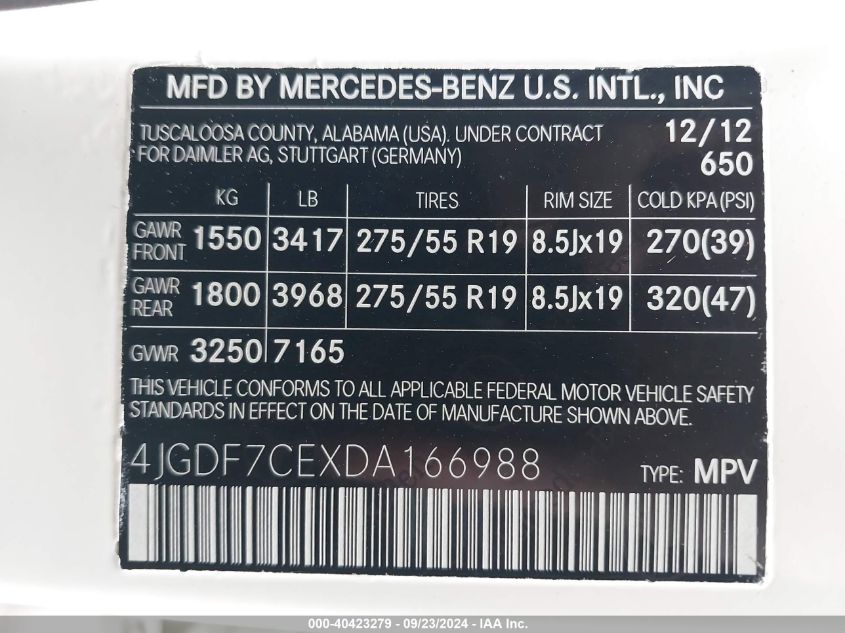 MFD BY MERCEDES-BENZ U.S. INTL., INC
TUSCALOOSA COUNTY, ALABAMA (USA). UNDER CONTRACT 12/12
FOR DAIMLER AG, STUTTGART (GERMANY) 650
KG LB TIRES RIM SIZE COLD KPA (PSI)
GAWR FRONT 1550 3417 275/55 R19 8.5Jx19 270(39)
GAWR REAR 1800 3968 275/55 R19 8.5Jx19 320(47)
GVWR 3250 7165
THIS VEHICLE CONFORMS TO ALL APPLICABLE FEDERAL MOTOR VEHICLE SAFETY
STANDARDS IN EFFECT ON THE DATE OF MANUFACTURE SHOWN ABOVE.
4JGDF7CEXDA166988 TYPE: MPV
000-40423279 - 09/23/2024 - IAA Inc.